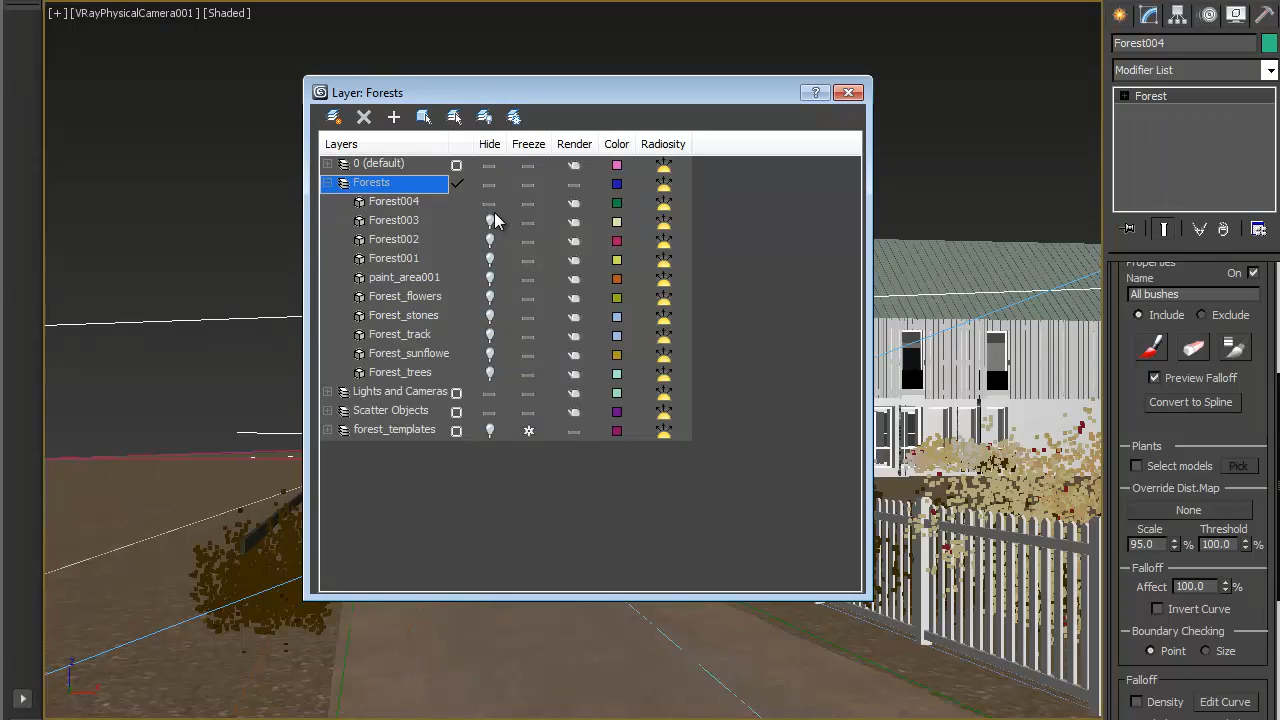 [+] [VRayPhysicalCamera001 ] [Shaded]
Layer: Forests
?
Layers Hide Freeze Render Color Radiosity
0 (default)
Forests
Forest004
Forest003
Forest002
Forest001
paint_area001
Forest_flowers
Forest_stones
Forest_track
Forest_sunflowe
Forest_trees
Lights and Cameras
Scatter Objects
forest_templates
z
Forest004
Modifier List
Forest
Properties
Name On
All bushes
Include Exclude
Preview Falloff
Convert to Spline
Plants
Select models Pick
Override Dist.Map
None
Scale Threshold
95.0 % 100.0 %
Falloff
Affect 100.0 %
Invert Curve
Boundary Checking
Point Size
Falloff
Density Edit Curve